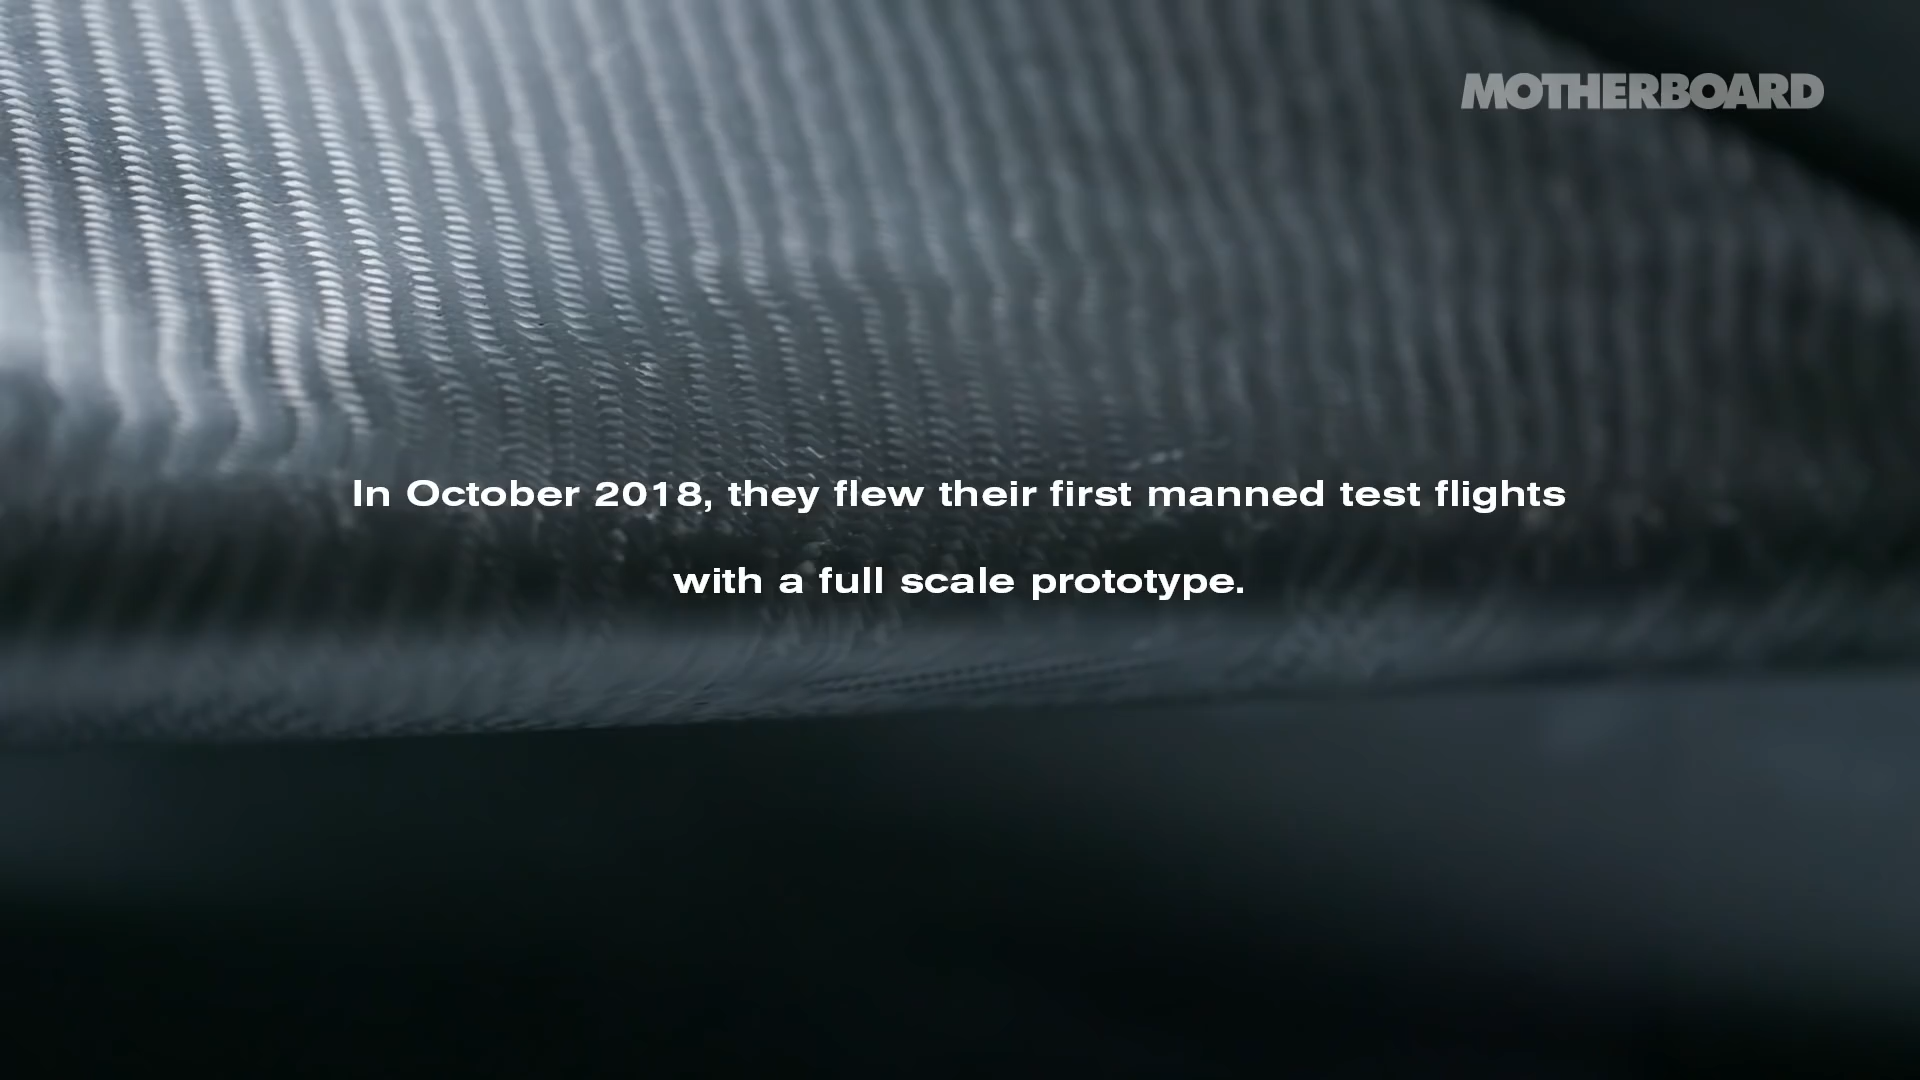 MOTHERBOARD
In October 2018, they flew their first manned test flights
with a full scale prototype.